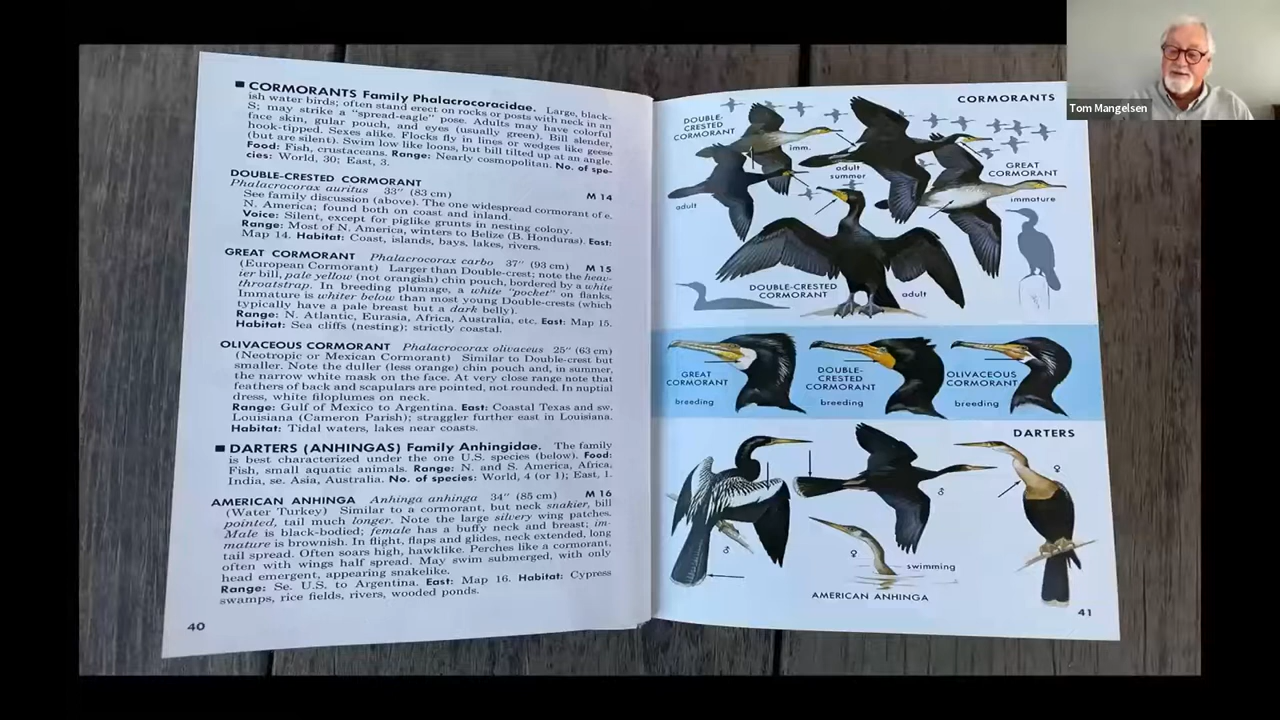 ■ CORMORANTS Family Phalacrocoracidae. Large, black-
ish water birds; often stand erect on rocks or posts with neck in an
S; may strike a "spread-eagle" pose. Adults may have colorful
face skin, gular pouch, and eyes (usually green). Bill slender,
hook-tipped. Sexes alike. Flocks fly in lines or wedges like geese
(but are silent). Swim low like loons, but bill tilted up at an angle.
Food: Fish, crustaceans. Range: Nearly cosmopolitan. No. of spe-
cies: World, 30; East, 3.
DOUBLE-CRESTED CORMORANT
Phalacrocorax auritus 33" (83 cm) M 14
See family discussion (above). The one widespread cormorant of e.
N. America; found both on coast and inland.
Voice: Silent, except for piglike grunts in nesting colony.
Range: Most of N. America, winters to Belize (B. Honduras). East:
Map 14. Habitat: Coast, islands, bays, lakes, rivers.
GREAT CORMORANT Phalacrocorax carbo 37" (93 cm) M 15
(European Cormorant) Larger than Double-crest; note the heav-
ier bill, pale yellow (not orangish) chin pouch, bordered by a white
throatstrap. In breeding plumage, a white "pocket" on flanks.
Immature is whiter below than most young Double-crests (which
typically have a pale breast but a dark belly).
Range: N. Atlantic, Eurasia, Africa, Australia, etc. East: Map 15.
Habitat: Sea cliffs (nesting); strictly coastal.
OLIVACEOUS CORMORANT Phalacrocorax olivaceus 25" (63 cm)
(Neotropic or Mexican Cormorant) Similar to Double-crest but
smaller. Note the duller (less orange) chin pouch and, in summer,
the narrow white mask on the face. At very close range note that
feathers of back and scapulars are pointed, not rounded. In nuptial
dress, white filoplumes on neck.
Range: Gulf of Mexico to Argentina. East: Coastal Texas and sw.
Louisiana (Cameron Parish); straggler further east in Louisiana.
Habitat: Tidal waters, lakes near coasts.
■ DARTERS (ANHINGAS) Family Anhingidae. The family
is best characterized under the one U.S. species (below). Food:
Fish, small aquatic animals. Range: N. and S. America, Africa,
India, se. Asia, Australia. No. of species: World, 4 (or 1); East, 1.
AMERICAN ANHINGA Anhinga anhinga 34" (85 cm) M 16
(Water Turkey) Similar to a cormorant, but neck snakier, bill
pointed, tail much longer. Note the large silvery wing patches.
Male is black-bodied; female has a buffy neck and breast; im-
mature is brownish. In flight, flaps and glides, neck extended, long
tail spread. Often soars high, hawklike. Perches like a cormorant,
often with wings half spread. May swim submerged, with only
head emergent, appearing snakelike.
Range: Se. U.S. to Argentina. East: Map 16. Habitat: Cypress
swamps, rice fields, rivers, wooded ponds.
40
CORMORANTS
DOUBLE-
CRESTED
CORMORANT
imm.
adult
summer
GREAT
CORMORANT
adult
immature
DOUBLE-CRESTED
CORMORANT
adult
GREAT
CORMORANT
breeding
DOUBLE-
CRESTED
CORMORANT
breeding
OLIVACEOUS
CORMORANT
breeding
DARTERS
♀
♂
♂
♀
swimming
AMERICAN ANHINGA
41
Tom Mangelsen